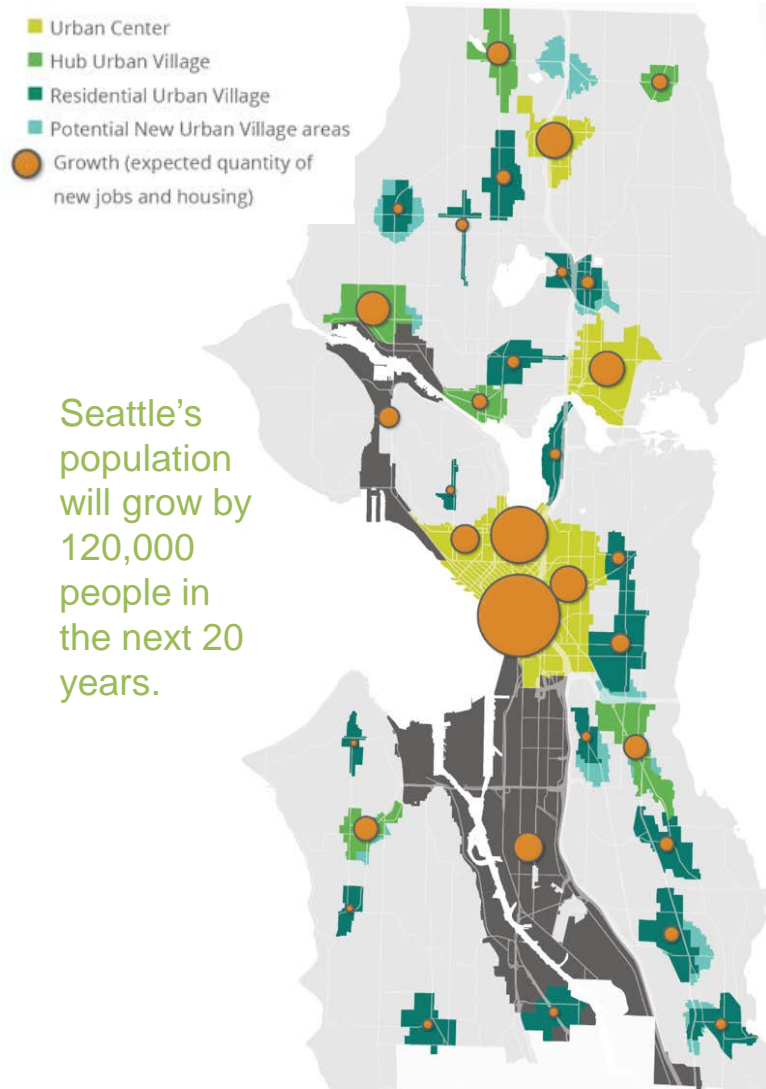 Urban Center
Hub Urban Village
Residential Urban Village
Potential New Urban Village areas
Growth (expected quantity of
new jobs and housing)
Seattle’s
population
will grow by
120,000
people in
the next 20
years.